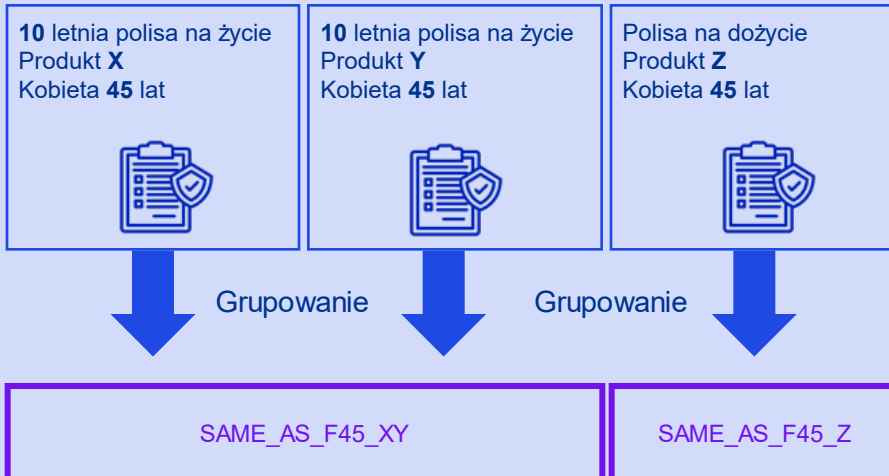 10 letnia polisa na życie
Produkt X
Kobieta 45 lat
10 letnia polisa na życie
Produkt Y
Kobieta 45 lat
Polisa na dożycie
Produkt Z
Kobieta 45 lat
Grupowanie
Grupowanie
SAME_AS_F45_XY
SAME_AS_F45_Z